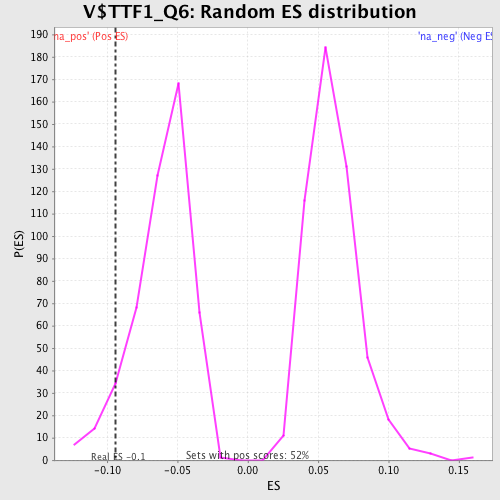 V$TTF1_Q6: Random ES distribution
na_pos' (Pos ES)
'na_neg' (Neg ES
190
180
170
160
150
140
130
120
110
100
90
80
70
60
50
40
30
20
10
0
P(ES)
Real ES -0.1
Sets with pos scores: 52%
-0.10 -0.05 0.00 0.05 0.10 0.15
ES